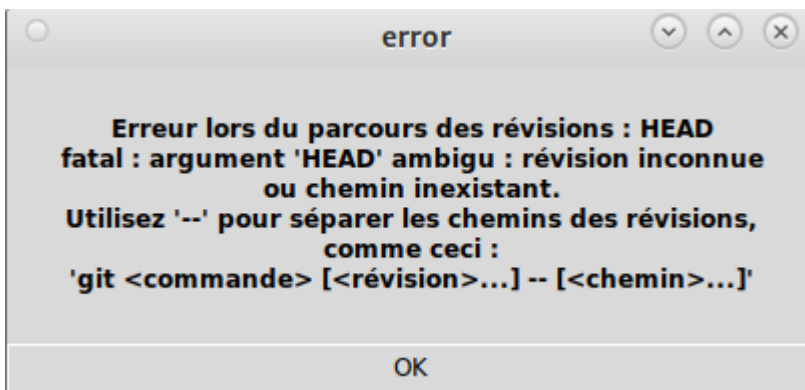 error
Erreur lors du parcours des révisions : HEAD
fatal : argument 'HEAD' ambigu : révision inconnue
ou chemin inexistant.
Utilisez '--' pour séparer les chemins des révisions,
comme ceci :
'git <commande> [<révision>...] -- [<chemin>...]'
OK